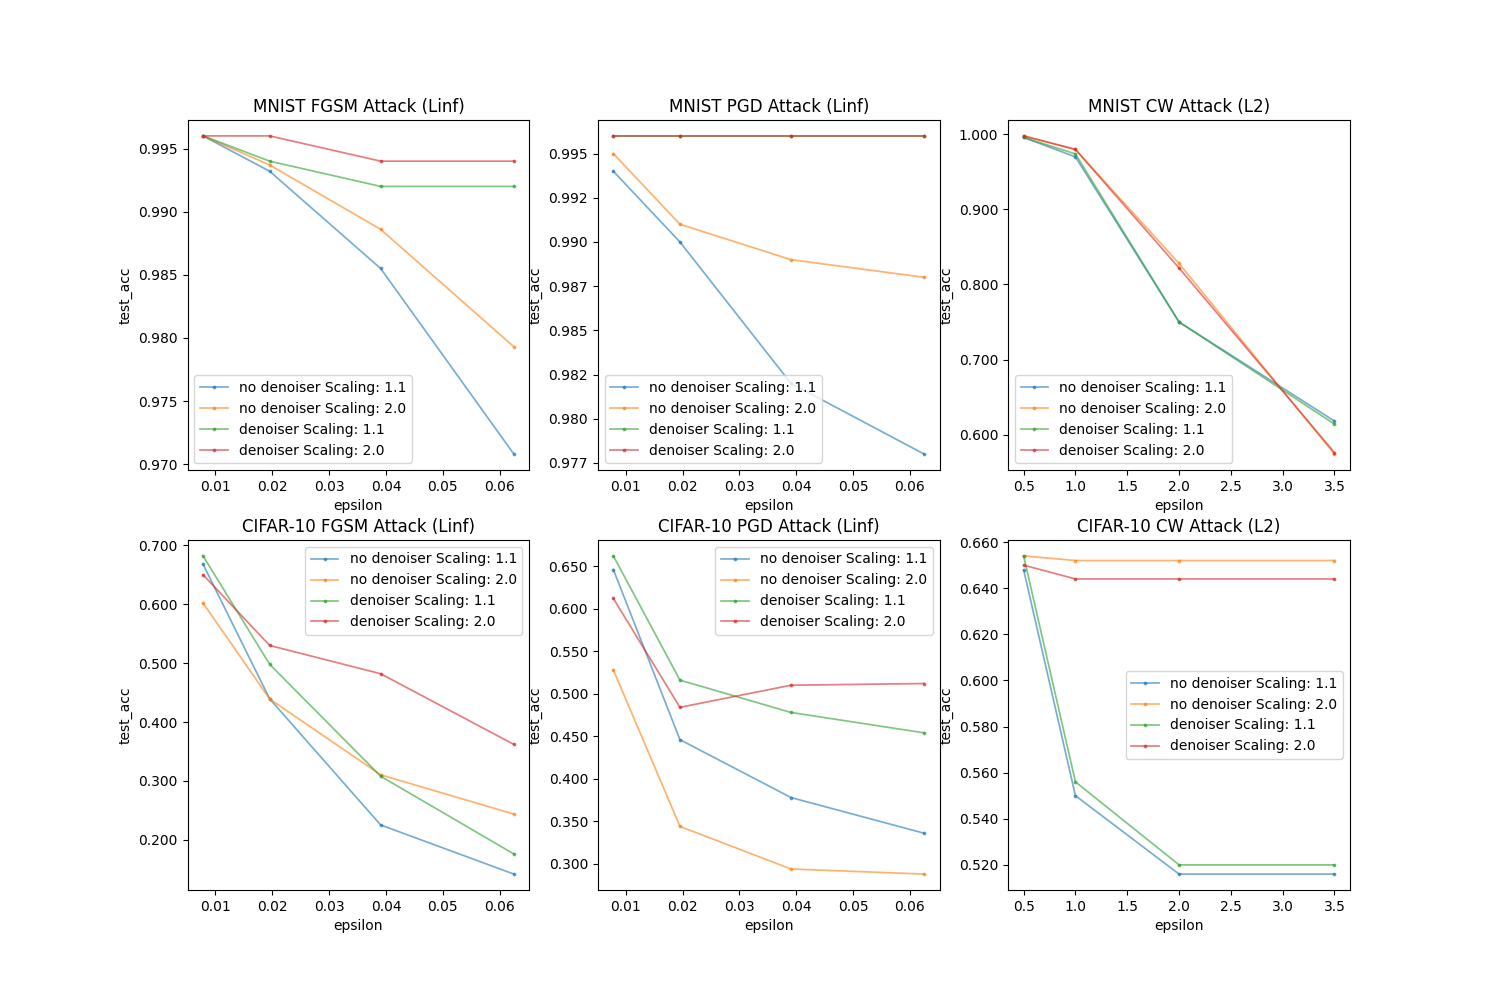 MNIST FGSM Attack (Linf)
0.995
0.990
0.985
0.980
0.975
0.970
test_acc
no denoiser Scaling: 1.1
no denoiser Scaling: 2.0
denoiser Scaling: 1.1
denoiser Scaling: 2.0
0.01 0.02 0.03 0.04 0.05 0.06
epsilon
MNIST PGD Attack (Linf)
0.995
0.992
0.990
0.987
0.985
0.982
0.980
0.977
test_acc
no denoiser Scaling: 1.1
no denoiser Scaling: 2.0
denoiser Scaling: 1.1
denoiser Scaling: 2.0
0.01 0.02 0.03 0.04 0.05 0.06
epsilon
MNIST CW Attack (L2)
1.000
0.900
0.800
0.700
0.600
test_acc
no denoiser Scaling: 1.1
no denoiser Scaling: 2.0
denoiser Scaling: 1.1
denoiser Scaling: 2.0
0.5 1.0 1.5 2.0 2.5 3.0 3.5
epsilon
CIFAR-10 FGSM Attack (Linf)
0.700
0.600
0.500
0.400
0.300
0.200
test_acc
no denoiser Scaling: 1.1
no denoiser Scaling: 2.0
denoiser Scaling: 1.1
denoiser Scaling: 2.0
0.01 0.02 0.03 0.04 0.05 0.06
epsilon
CIFAR-10 PGD Attack (Linf)
0.650
0.600
0.550
0.500
0.450
0.400
0.350
0.300
test_acc
no denoiser Scaling: 1.1
no denoiser Scaling: 2.0
denoiser Scaling: 1.1
denoiser Scaling: 2.0
0.01 0.02 0.03 0.04 0.05 0.06
epsilon
CIFAR-10 CW Attack (L2)
0.660
0.640
0.620
0.600
0.580
0.560
0.540
0.520
test_acc
no denoiser Scaling: 1.1
no denoiser Scaling: 2.0
denoiser Scaling: 1.1
denoiser Scaling: 2.0
0.5 1.0 1.5 2.0 2.5 3.0 3.5
epsilon